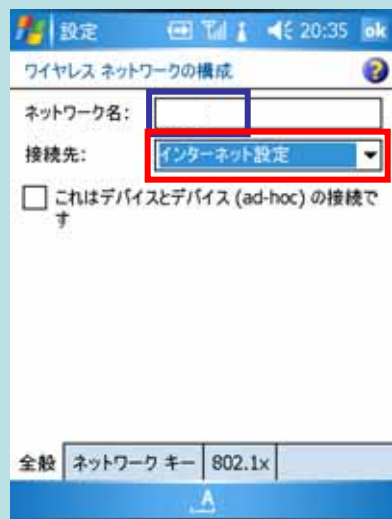 設定 20:35 ok
ワイヤレス ネットワークの構成
ネットワーク名:
接続先: インターネット設定
これはデバイスとデバイス (ad-hoc) の接続で
す
全般 ネットワーク キー 802.1x